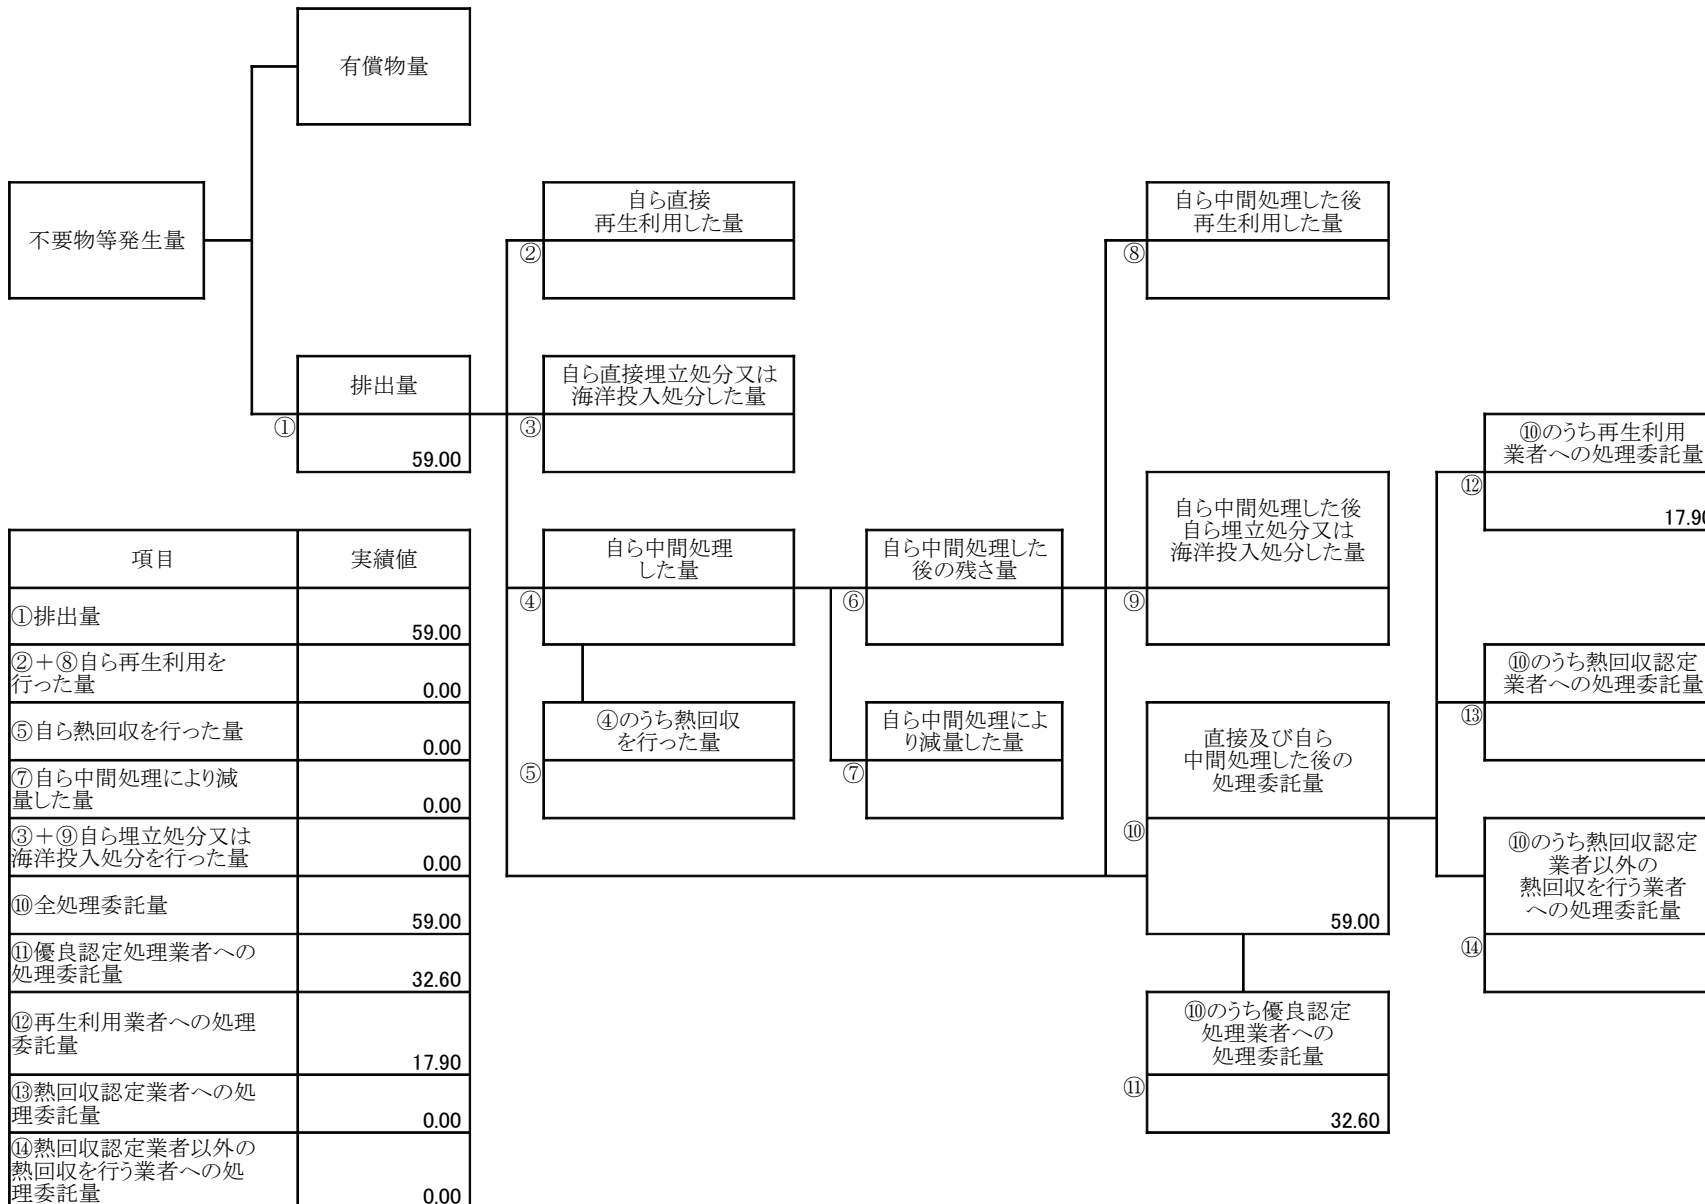 有償物量
不要物等発生量
自ら直接
再生利用した量
②
自ら中間処理した後
再生利用した量
⑧
排出量
①
59.00
自ら直接埋立処分又は
海洋投入処分した量
③
⑩のうち再生利用
業者への処理委託量
⑫
17.90
自ら中間処理
した量
④
自ら中間処理した
後の残さ量
⑥
自ら中間処理した後
自ら埋立処分又は
海洋投入処分した量
⑨
⑩のうち熱回収認定
業者への処理委託量
⑬
④のうち熱回収
を行った量
⑤
自ら中間処理によ
り減量した量
⑦
直接及び自ら
中間処理した後の
処理委託量
⑩
59.00
⑩のうち熱回収認定
業者以外の
熱回収を行う業者
への処理委託量
⑭
⑩のうち優良認定
処理業者への
処理委託量
⑪
32.60
項目 実績値
①排出量
59.00
②＋⑧自ら再生利用を
行った量
0.00
⑤自ら熱回収を行った量
0.00
⑦自ら中間処理により減
量した量
0.00
③＋⑨自ら埋立処分又は
海洋投入処分を行った量
0.00
⑩全処理委託量
59.00
⑪優良認定処理業者への
処理委託量
32.60
⑫再生利用業者への処理
委託量
17.90
⑬熱回収認定業者への処
理委託量
0.00
⑭熱回収認定業者以外の
熱回収を行う業者への処
理委託量
0.00